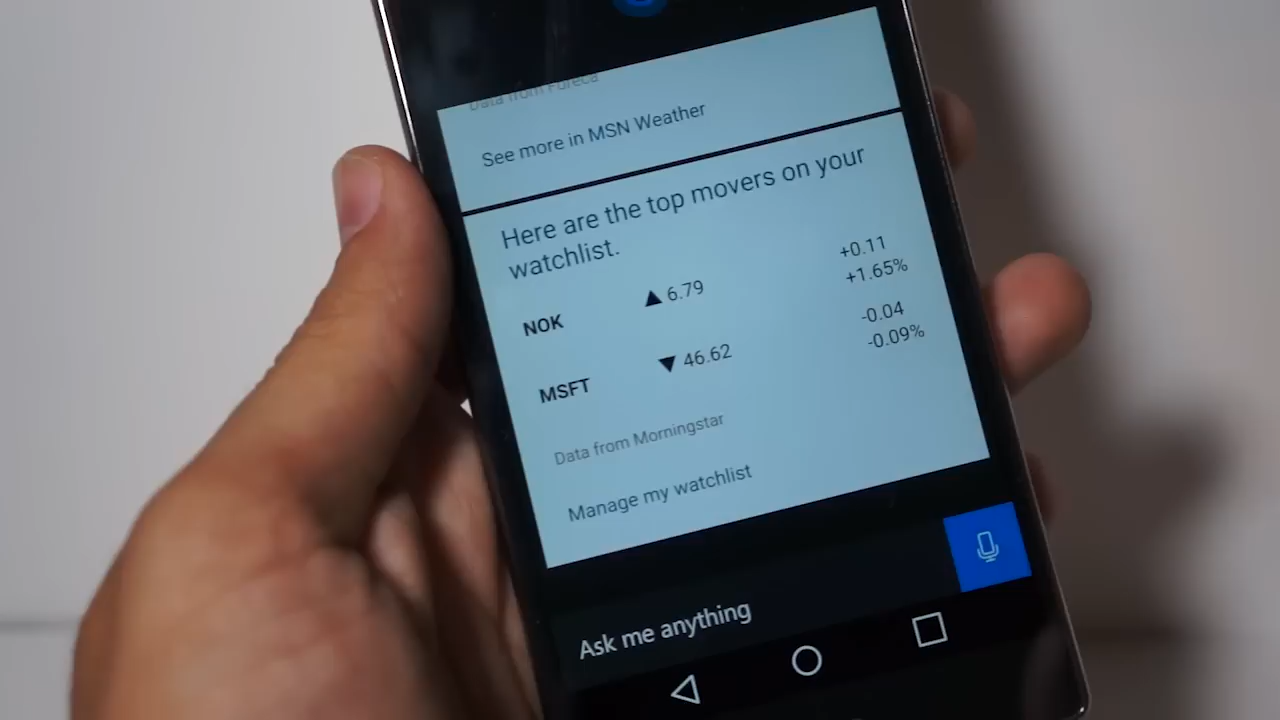 Data from Foreca
See more in MSN Weather
Here are the top movers on your
watchlist.
NOK ▲ 6.79 +0.11
+1.65%
MSFT ▼ 46.62 -0.04
-0.09%
Data from Morningstar
Manage my watchlist
Ask me anything